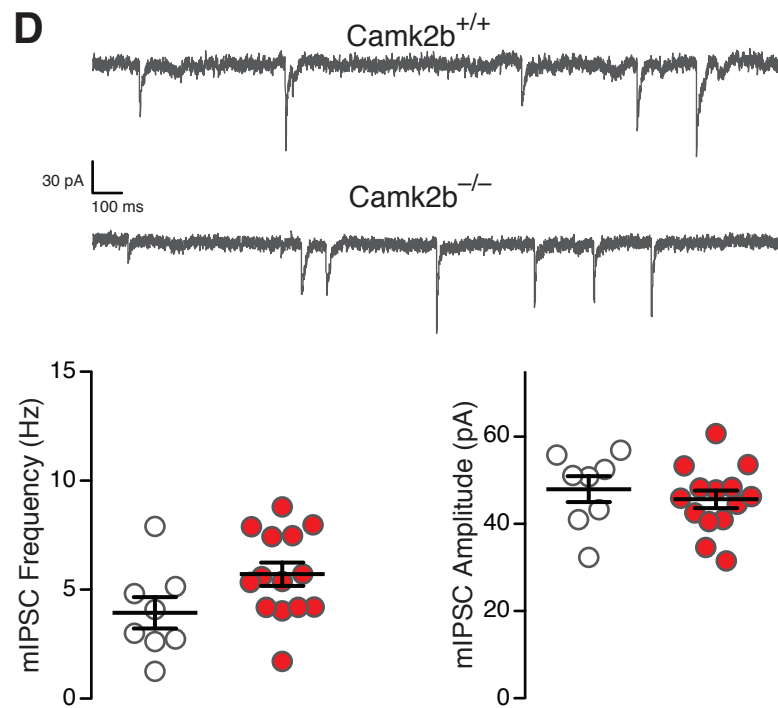 D
Camk2b+/+
30 pA
100 ms
Camk2b−/−
mIPSC Frequency (Hz)
15
10
5
0
mIPSC Amplitude (pA)
60
40
20
0